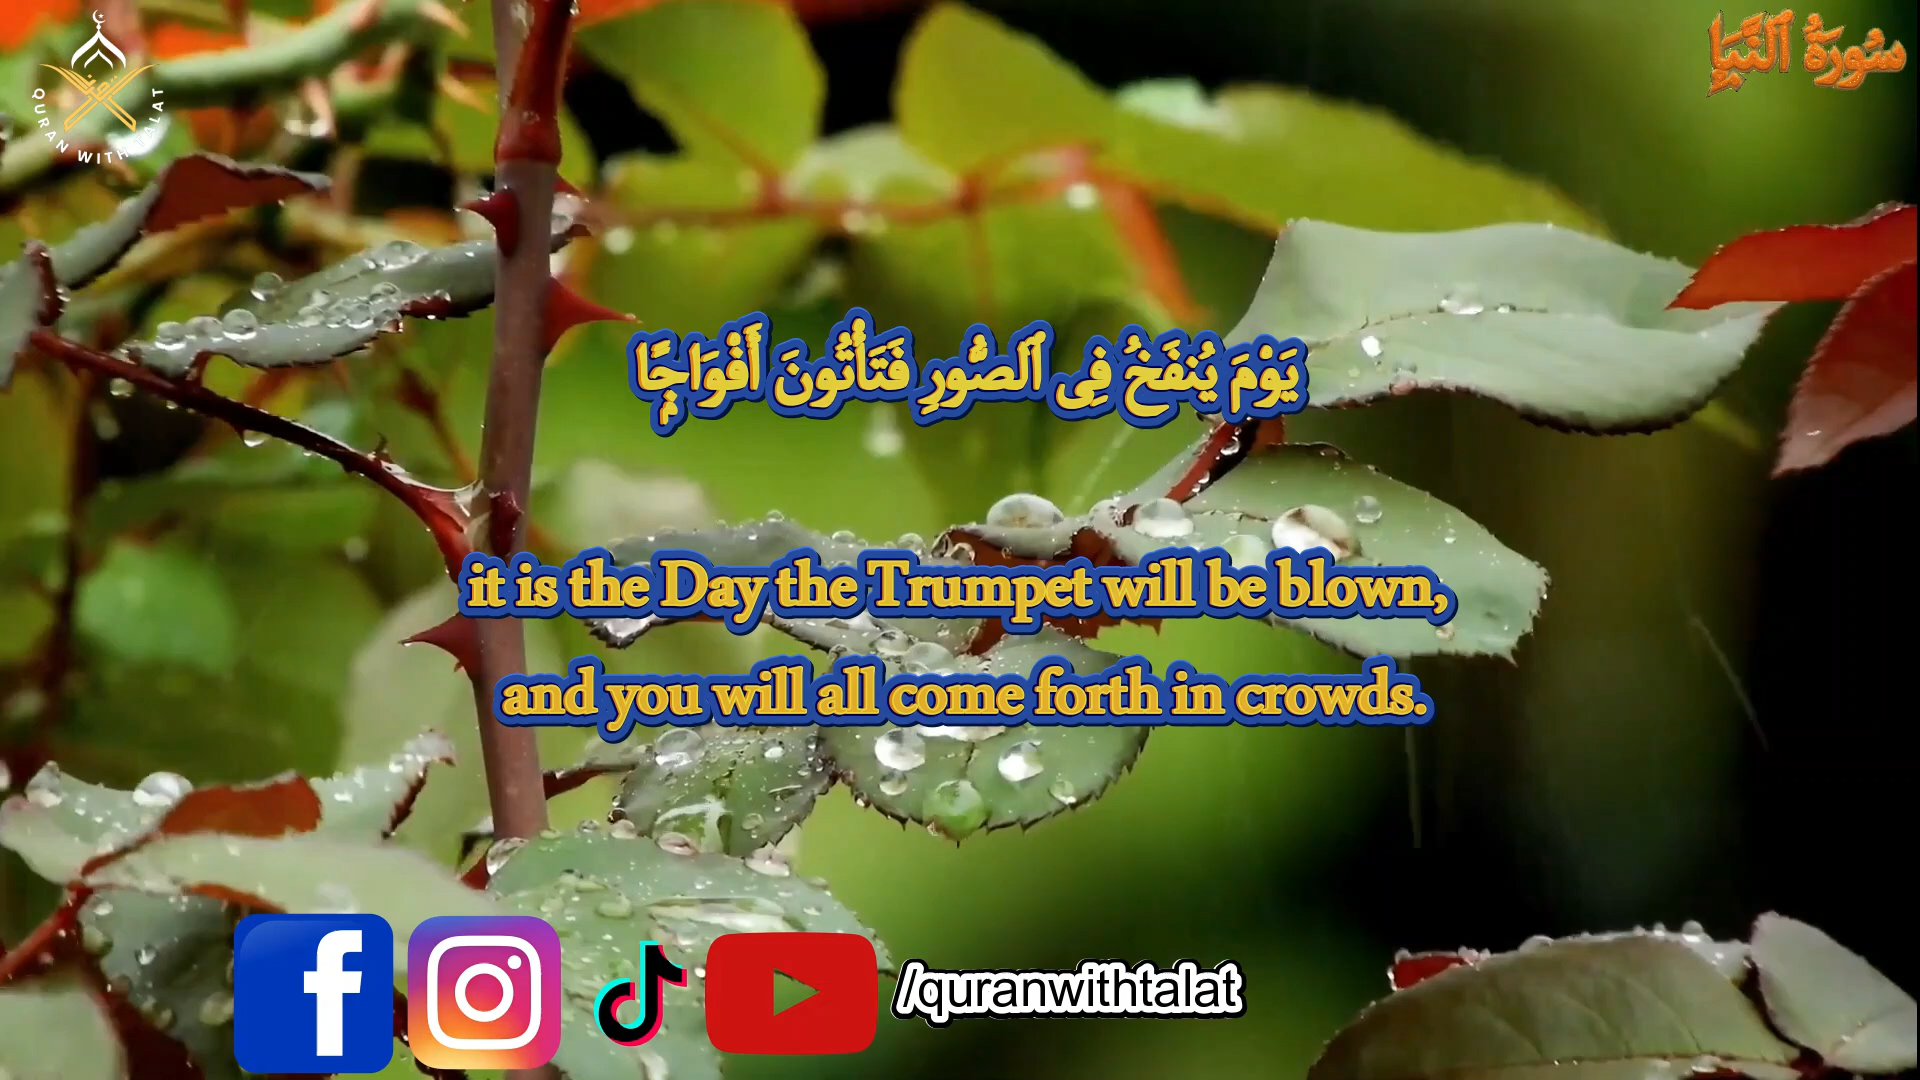 QURAN WITH TALAT
سُورَةُ ٱلنَّبَإِ
يَوْمَ يُنفَخُ فِى ٱلصُّورِ فَتَأْتُونَ أَفْوَاجًۭا
it is the Day the Trumpet will be blown,
and you will all come forth in crowds.
/quranwithtalat